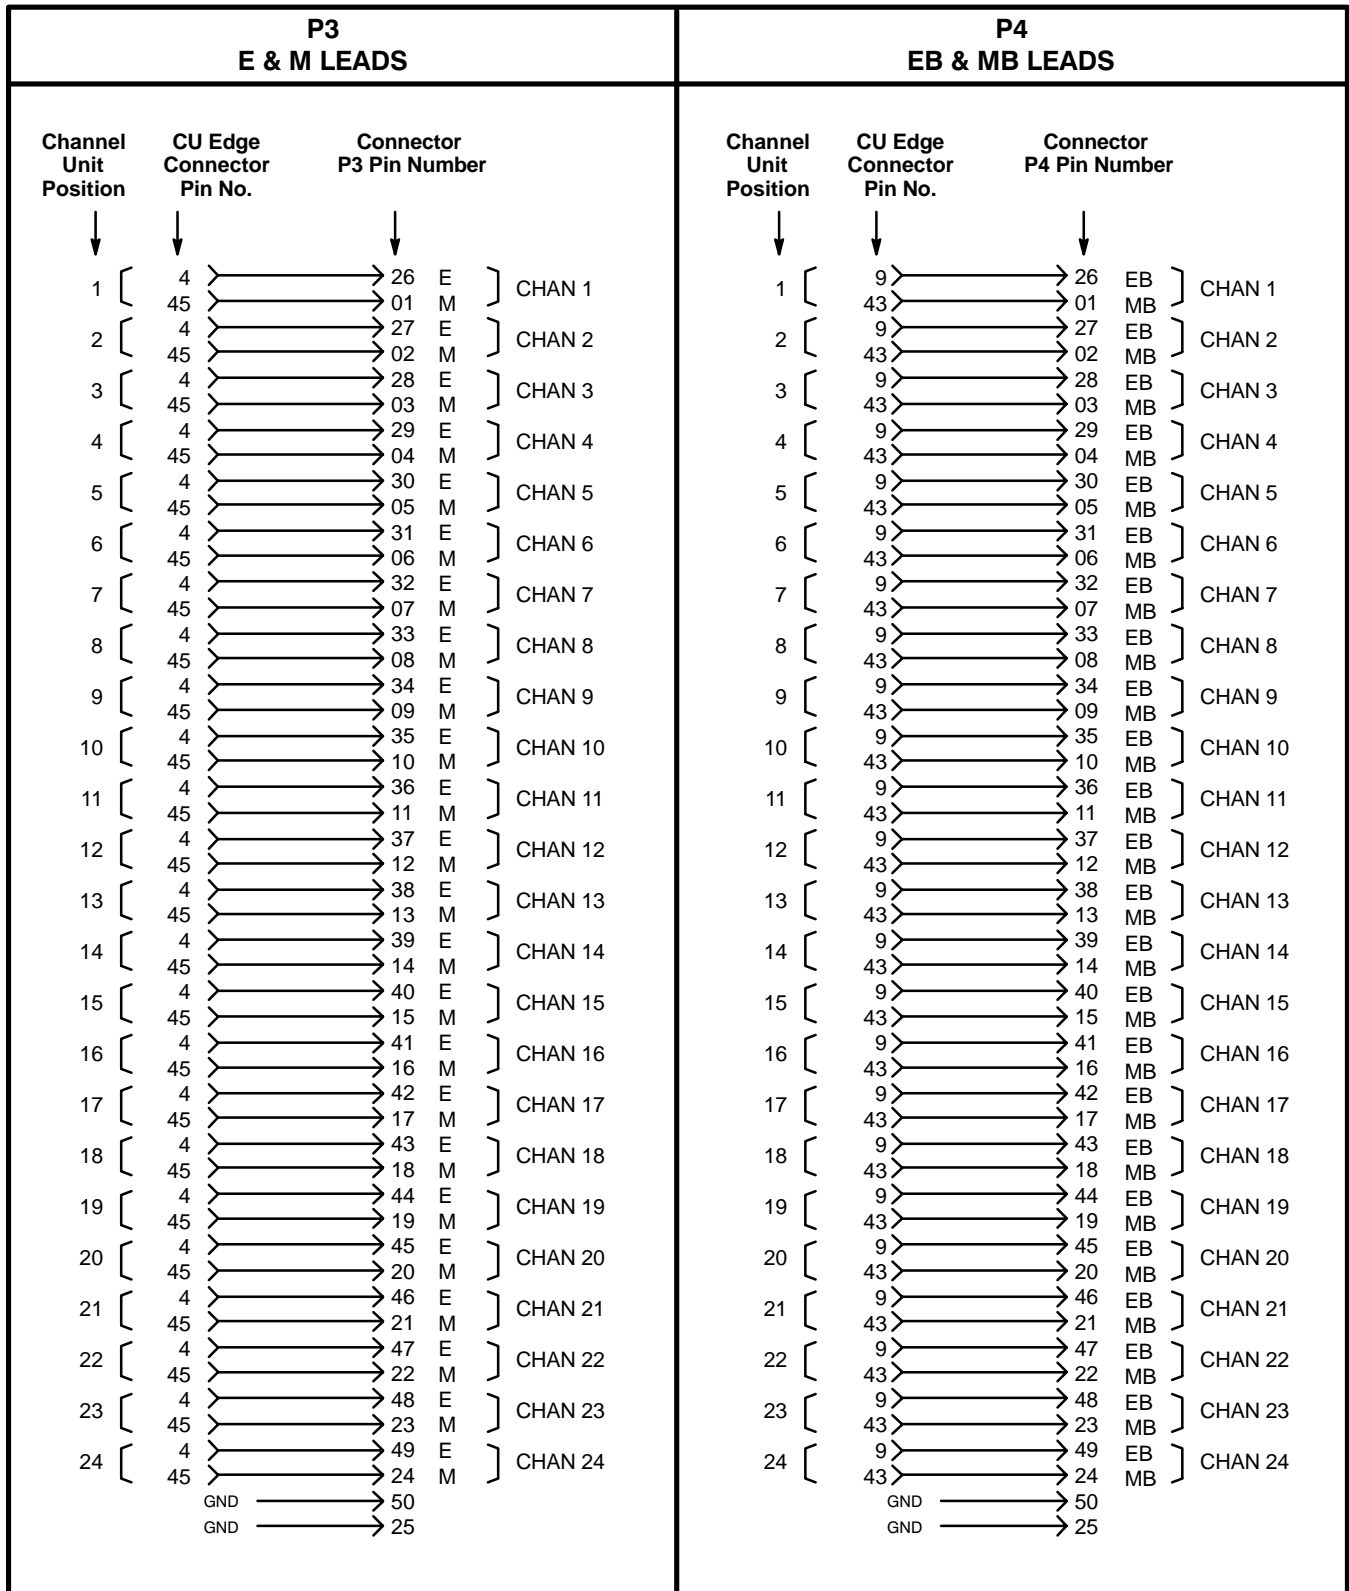 P3
E & M LEADS
Channel Unit Position
CU Edge Connector Pin No.
Connector P3 Pin Number
1 4 26 E CHAN 1
45 01 M
2 4 27 E CHAN 2
45 02 M
3 4 28 E CHAN 3
45 03 M
4 4 29 E CHAN 4
45 04 M
5 4 30 E CHAN 5
45 05 M
6 4 31 E CHAN 6
45 06 M
7 4 32 E CHAN 7
45 07 M
8 4 33 E CHAN 8
45 08 M
9 4 34 E CHAN 9
45 09 M
10 4 35 E CHAN 10
45 10 M
11 4 36 E CHAN 11
45 11 M
12 4 37 E CHAN 12
45 12 M
13 4 38 E CHAN 13
45 13 M
14 4 39 E CHAN 14
45 14 M
15 4 40 E CHAN 15
45 15 M
16 4 41 E CHAN 16
45 16 M
17 4 42 E CHAN 17
45 17 M
18 4 43 E CHAN 18
45 18 M
19 4 44 E CHAN 19
45 19 M
20 4 45 E CHAN 20
45 20 M
21 4 46 E CHAN 21
45 21 M
22 4 47 E CHAN 22
45 22 M
23 4 48 E CHAN 23
45 23 M
24 4 49 E CHAN 24
45 24 M
GND 50
GND 25
P4
EB & MB LEADS
Channel Unit Position
CU Edge Connector Pin No.
Connector P4 Pin Number
1 9 26 EB CHAN 1
43 01 MB
2 9 27 EB CHAN 2
43 02 MB
3 9 28 EB CHAN 3
43 03 MB
4 9 29 EB CHAN 4
43 04 MB
5 9 30 EB CHAN 5
43 05 MB
6 9 31 EB CHAN 6
43 06 MB
7 9 32 EB CHAN 7
43 07 MB
8 9 33 EB CHAN 8
43 08 MB
9 9 34 EB CHAN 9
43 09 MB
10 9 35 EB CHAN 10
43 10 MB
11 9 36 EB CHAN 11
43 11 MB
12 9 37 EB CHAN 12
43 12 MB
13 9 38 EB CHAN 13
43 13 MB
14 9 39 EB CHAN 14
43 14 MB
15 9 40 EB CHAN 15
43 15 MB
16 9 41 EB CHAN 16
43 16 MB
17 9 42 EB CHAN 17
43 17 MB
18 9 43 EB CHAN 18
43 18 MB
19 9 44 EB CHAN 19
43 19 MB
20 9 45 EB CHAN 20
43 20 MB
21 9 46 EB CHAN 21
43 21 MB
22 9 47 EB CHAN 22
43 22 MB
23 9 48 EB CHAN 23
43 23 MB
24 9 49 EB CHAN 24
43 24 MB
GND 50
GND 25